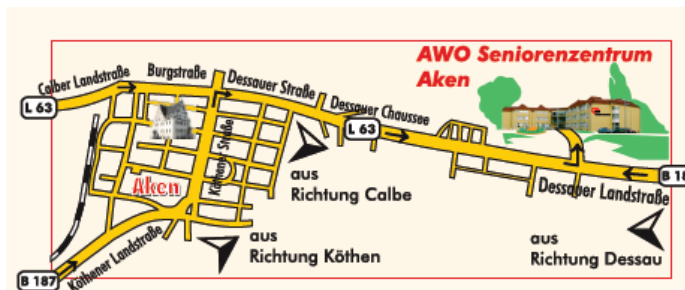 AWO Seniorenzentrum
Aken
Calber Landstraße
Burgstraße
Dessauer Straße
Dessauer Chaussee
L 63
L 63
Köthener Straße
Aken
aus
Richtung Calbe
Dessauer Landstraße
B 18
aus
Richtung Köthen
aus
Richtung Dessau
B 187
Köthener Landstraße